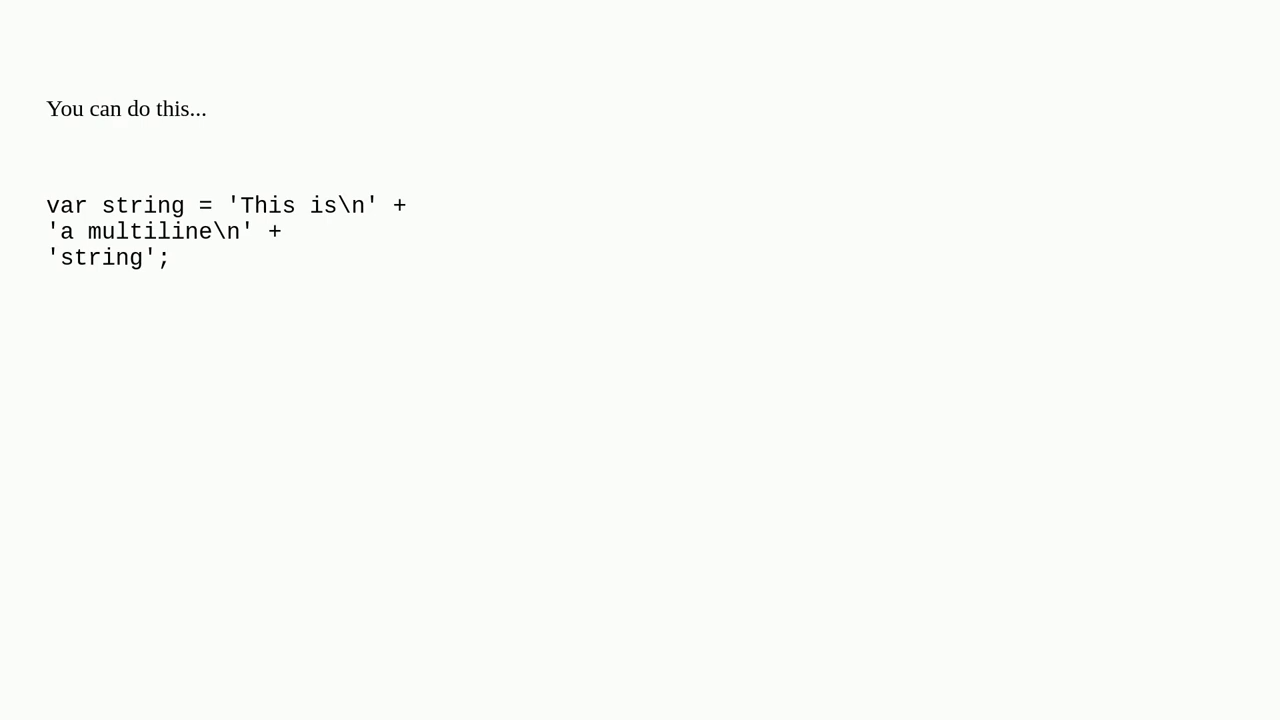 You can do this...
var string = 'This is\n' +
'a multiline\n' +
'string';